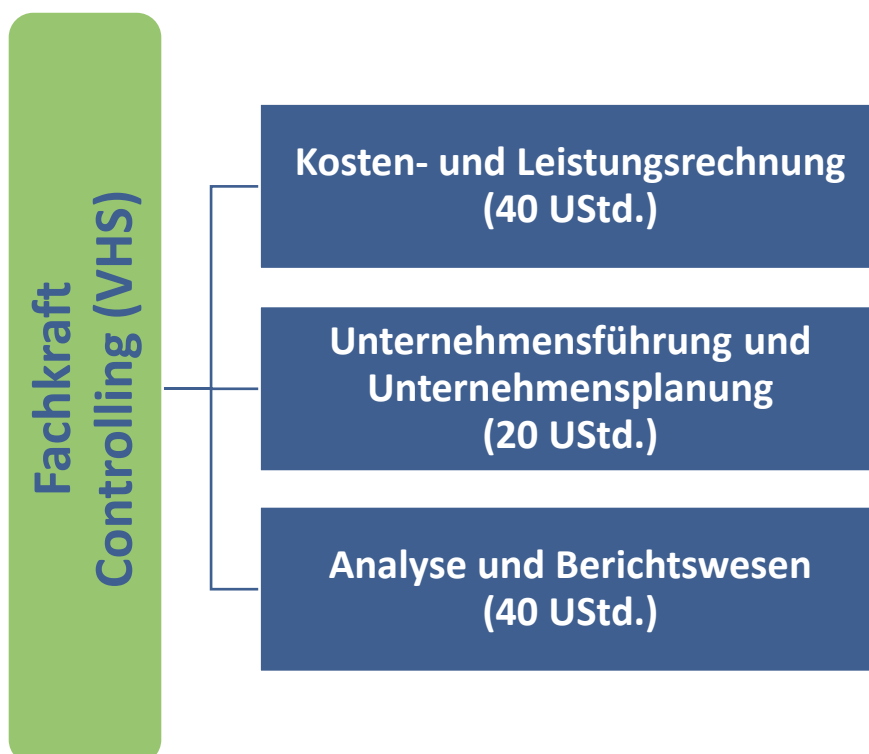 Fachkraft
Controlling (VHS)
Kosten- und Leistungsrechnung
(40 UStd.)
Unternehmensführung und
Unternehmensplanung
(20 UStd.)
Analyse und Berichtswesen
(40 UStd.)